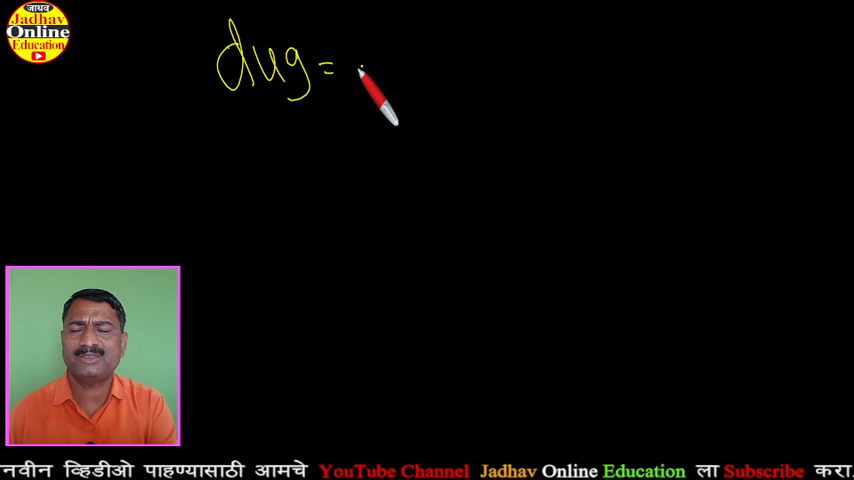 जाधव
Jadhav
Online
Education
dug =
नवीन व्हिडीओ पाहण्यासाठी आमचे YouTube Channel Jadhav Online Education ला Subscribe करा.